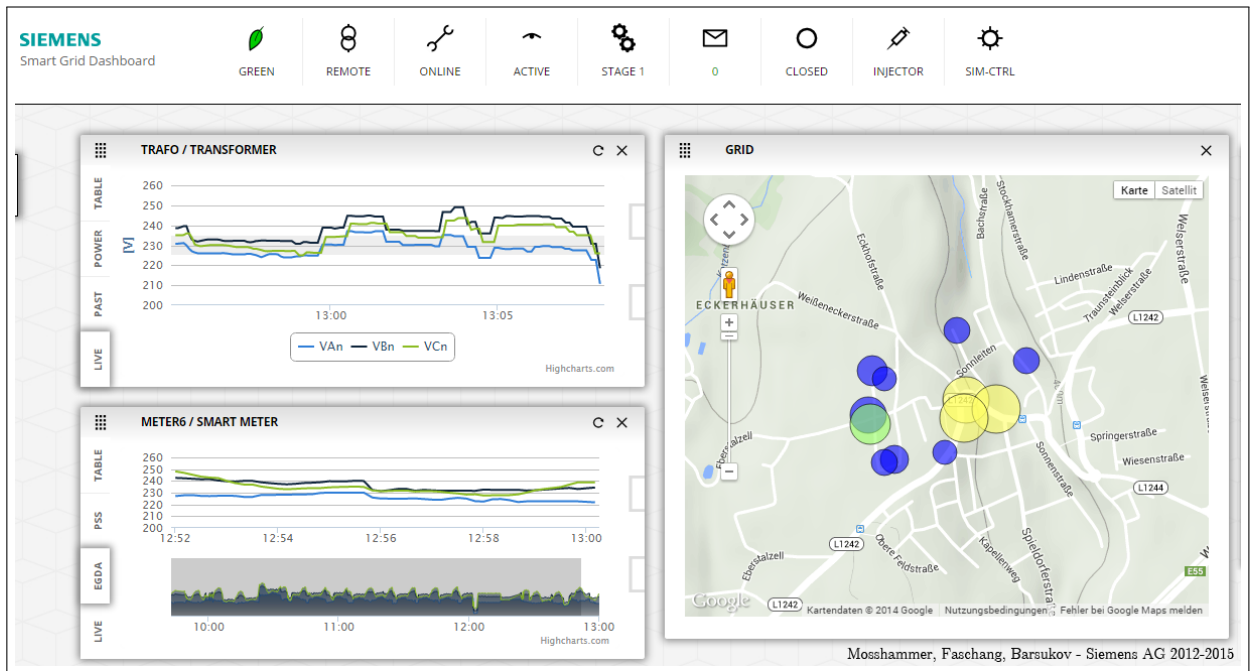 SIEMENS
Smart Grid Dashboard
GREEN
REMOTE
ONLINE
ACTIVE
STAGE 1
0
CLOSED
INJECTOR
SIM-CTRL
TRAFO / TRANSFORMER
TABLE
POWER
PAST
LIVE
[V]
260
250
240
230
220
210
200
13:00
13:05
VAn
VBn
VCn
Highcharts.com
METER6 / SMART METER
TABLE
PSS
EGDA
LIVE
260
250
240
230
220
210
200
12:52
12:54
12:56
12:58
13:00
10:00
11:00
12:00
13:00
Highcharts.com
GRID
Karte
Satellit
Bachstraße
Stockhamerstraße
Welserstraße
Eckhofstraße
Lindenstraße
Traunsteinblick
Welserstraße
ECKERHÄUSER
Weißeneckerstraße
L1242
Sonnleiten
1242
Springerstraße
Wiesenstraße
Eberstalzell
Sonnenstraße
L1244
L1242
Obere Feldstraße
Kapellenweg
Spieldorferstraße
Eberstalzell
E55
Google
L1242
Kartendaten © 2014 Google
Nutzungsbedingungen
Fehler bei Google Maps melden
Mosshammer, Faschang, Barsukov - Siemens AG 2012-2015